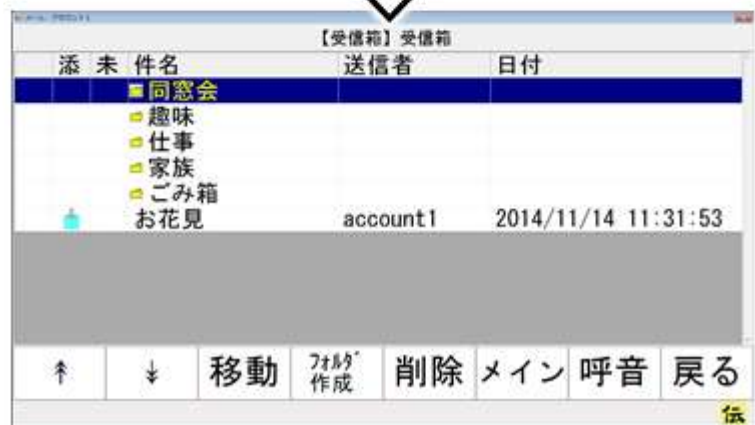 【受信箱】受信箱
添 未 件名 送信者 日付
同窓会
趣味
仕事
家族
ごみ箱
お花見 account1 2014/11/14 11:31:53
↟ ↡ 移動 ﾌｫﾙﾀﾞ作成 削除 メイン 呼音 戻る
伝